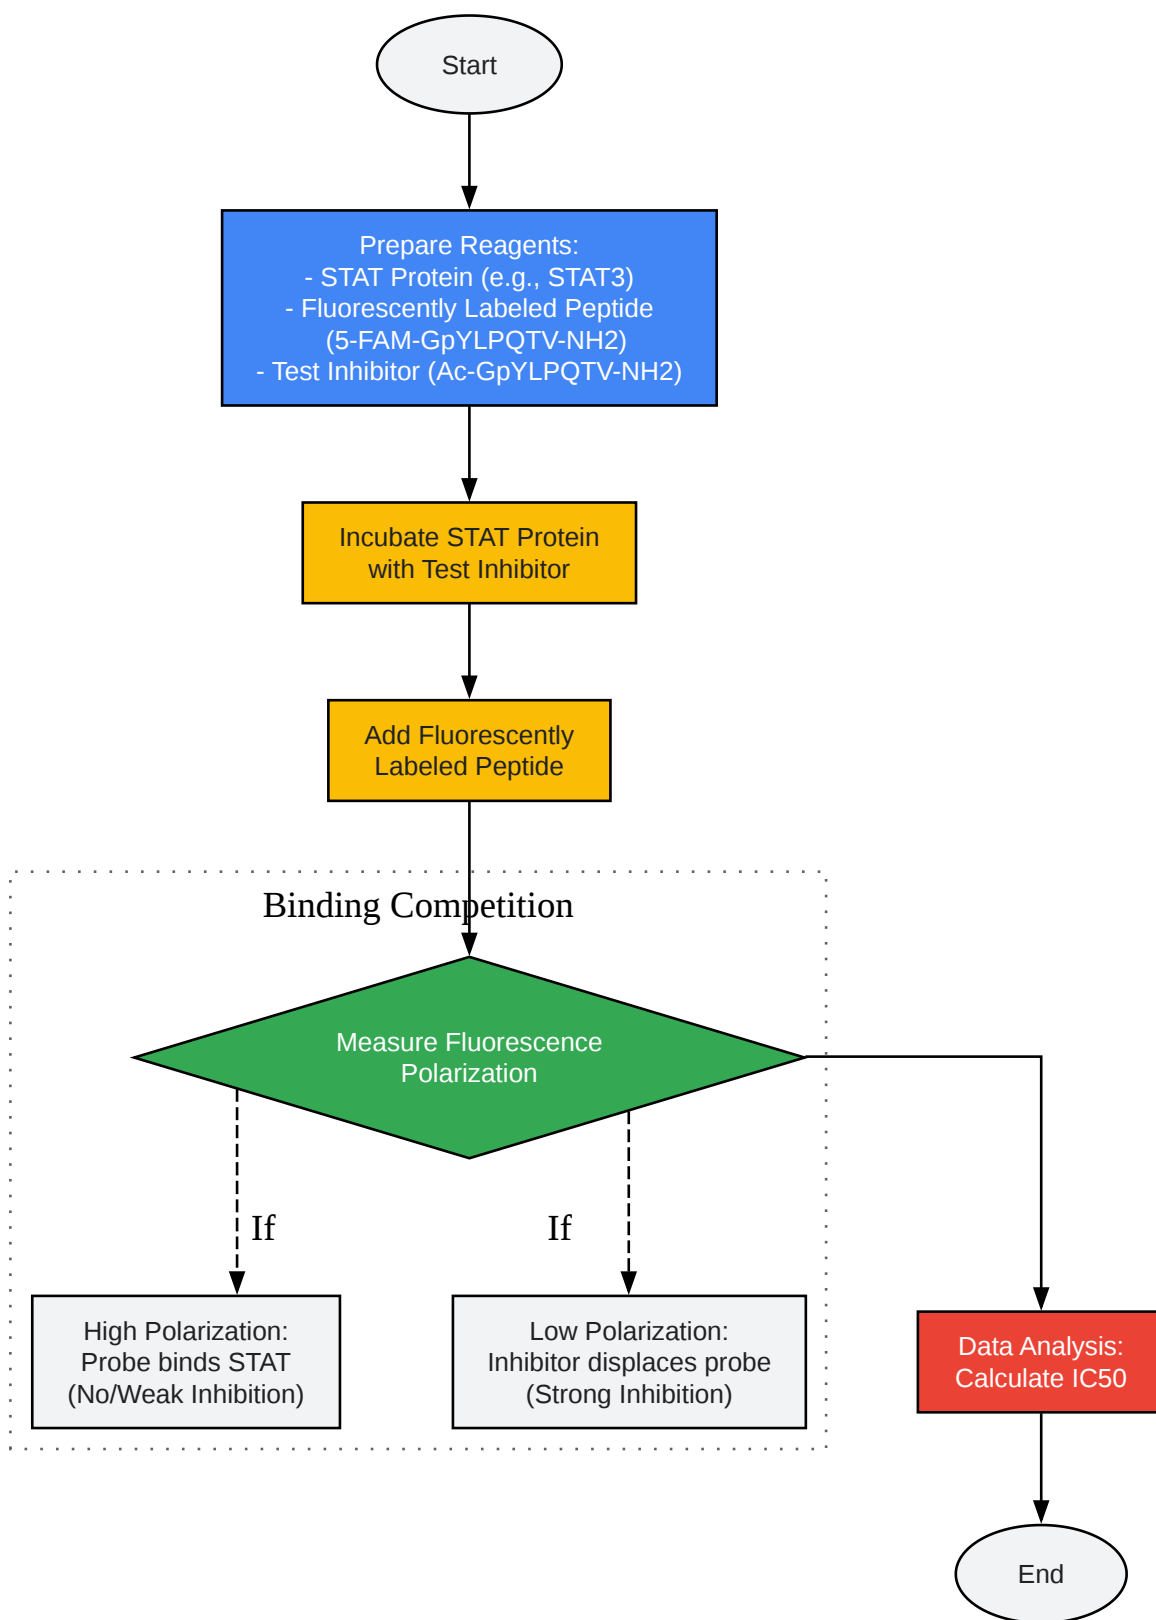 Start
Prepare Reagents:
- STAT Protein (e.g., STAT3)
- Fluorescently Labeled Peptide
(5-FAM-GpYLPQTV-NH2)
- Test Inhibitor (Ac-GpYLPQTV-NH2)
Incubate STAT Protein
with Test Inhibitor
Add Fluorescently
Labeled Peptide
Binding Competition
Measure Fluorescence
Polarization
If
If
High Polarization:
Probe binds STAT
(No/Weak Inhibition)
Low Polarization:
Inhibitor displaces probe
(Strong Inhibition)
Data Analysis:
Calculate IC50
End